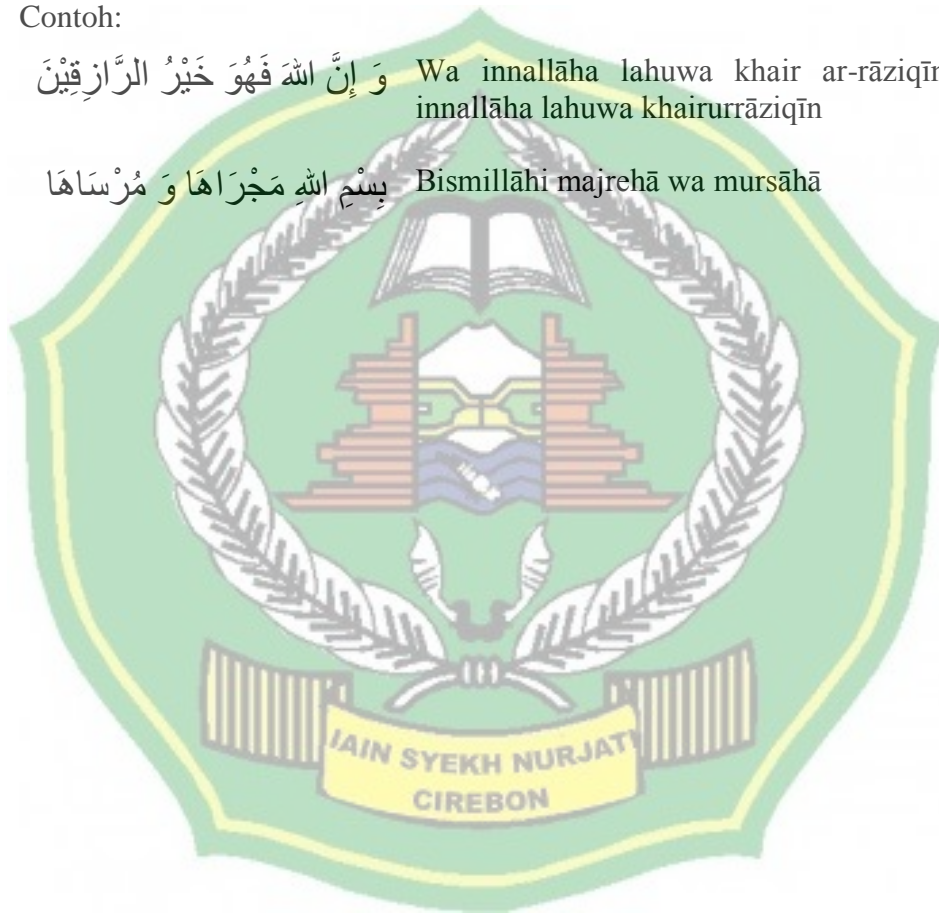 Contoh:
وَ إِنَّ اللهَ فَهُوَ خَيْرُ الرَّازِقِيْنَ Wa innallāha lahuwa khair ar-rāziqīn
innallāha lahuwa khairurrāziqīn
بِسْمِ اللهِ مَجْرَاهَا وَ مُرْسَاهَا Bismillāhi majrehā wa mursāhā
IAIN SYEKH NURJATI
CIREBON